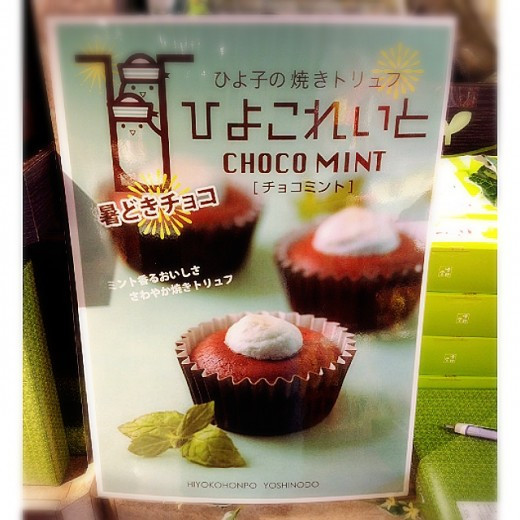 ひよ子の焼きトリュフ
ひよこれいと
CHOCO MINT
[チョコミント]
暑どきチョコ
ミント香るおいしさ
さわやか焼きトリュフ
HIYOKOHONPO YOSHINODO